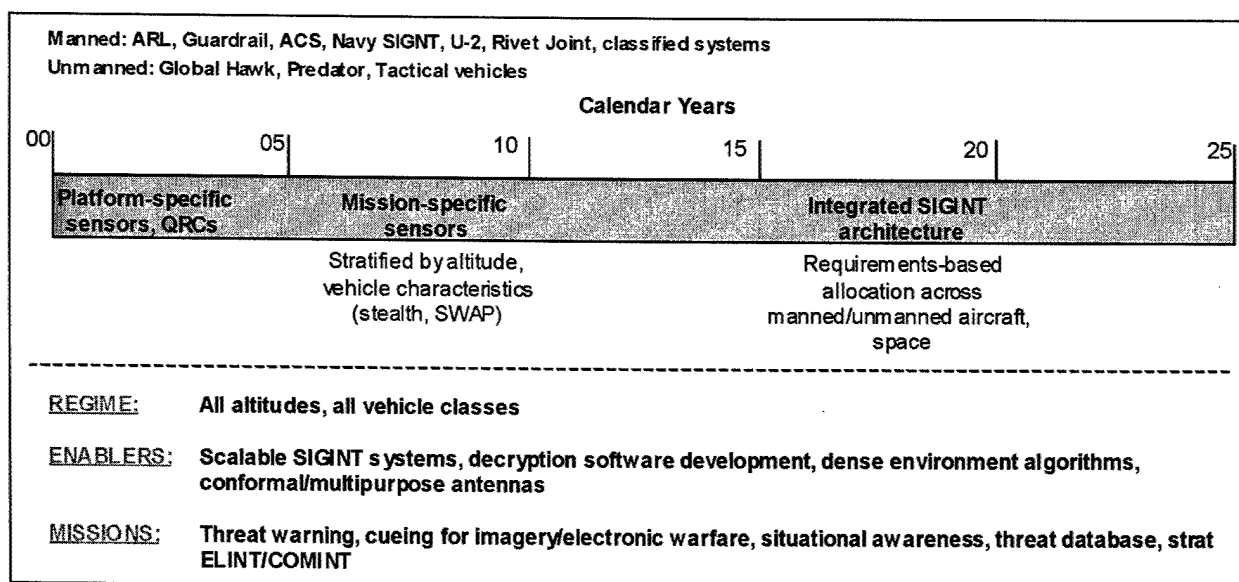 Manned: ARL, Guardrail, ACS, Navy SIGNT, U-2, Rivet Joint, classified systems
Unmanned: Global Hawk, Predator, Tactical vehicles
Calendar Years
00 05 10 15 20 25
Platform-specific sensors, QRCs
Mission-specific sensors
Integrated SIGINT architecture
Stratified by altitude,
vehicle characteristics
(stealth, SWAP)
Requirements-based
allocation across
manned/unmanned aircraft,
space
REGIME: All altitudes, all vehicle classes
ENABLERS: Scalable SIGINT systems, decryption software development, dense environment algorithms,
conformal/multipurpose antennas
MISSIONS: Threat warning, cueing for imagery/electronic warfare, situational awareness, threat database, strat
ELINT/COMINT